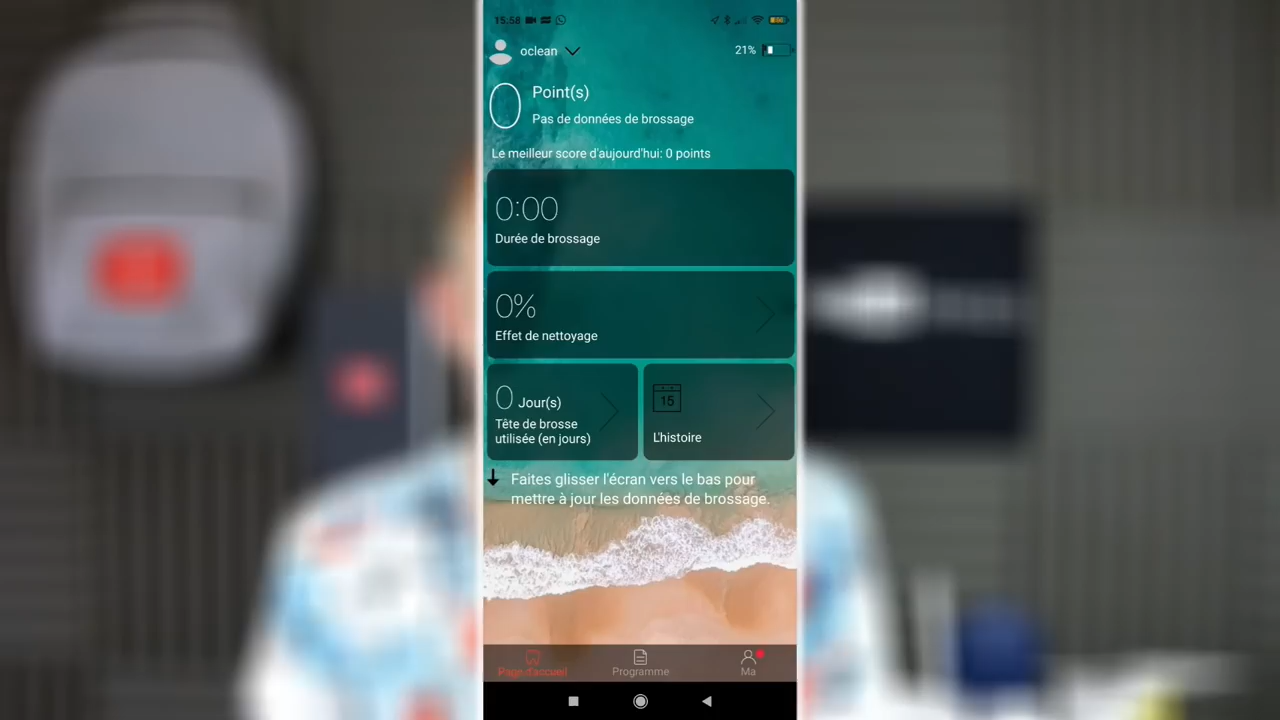 15:58
oclean
21%
0 Point(s)
Pas de données de brossage
Le meilleur score d'aujourd'hui: 0 points
0:00
Durée de brossage
0%
Effet de nettoyage
0 Jour(s)
Tête de brosse
utilisée (en jours)
15
L'histoire
Faites glisser l'écran vers le bas pour
mettre à jour les données de brossage.
Page d'accueil
Programme
Ma